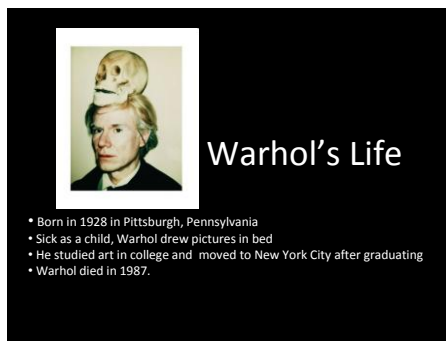 Warhol’s Life
• Born in 1928 in Pittsburgh, Pennsylvania
• Sick as a child, Warhol drew pictures in bed
• He studied art in college and  moved to New York City after graduating
• Warhol died in 1987.